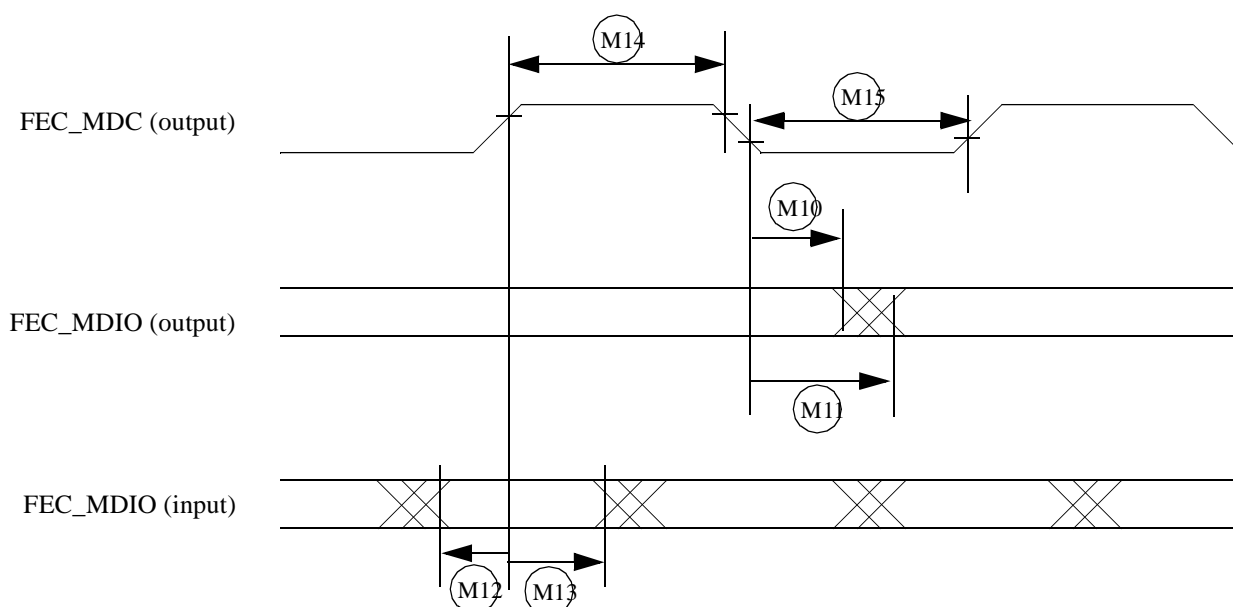 M14
FEC_MDC (output)
M15
M10
FEC_MDIO (output)
M11
FEC_MDIO (input)
M12
M13